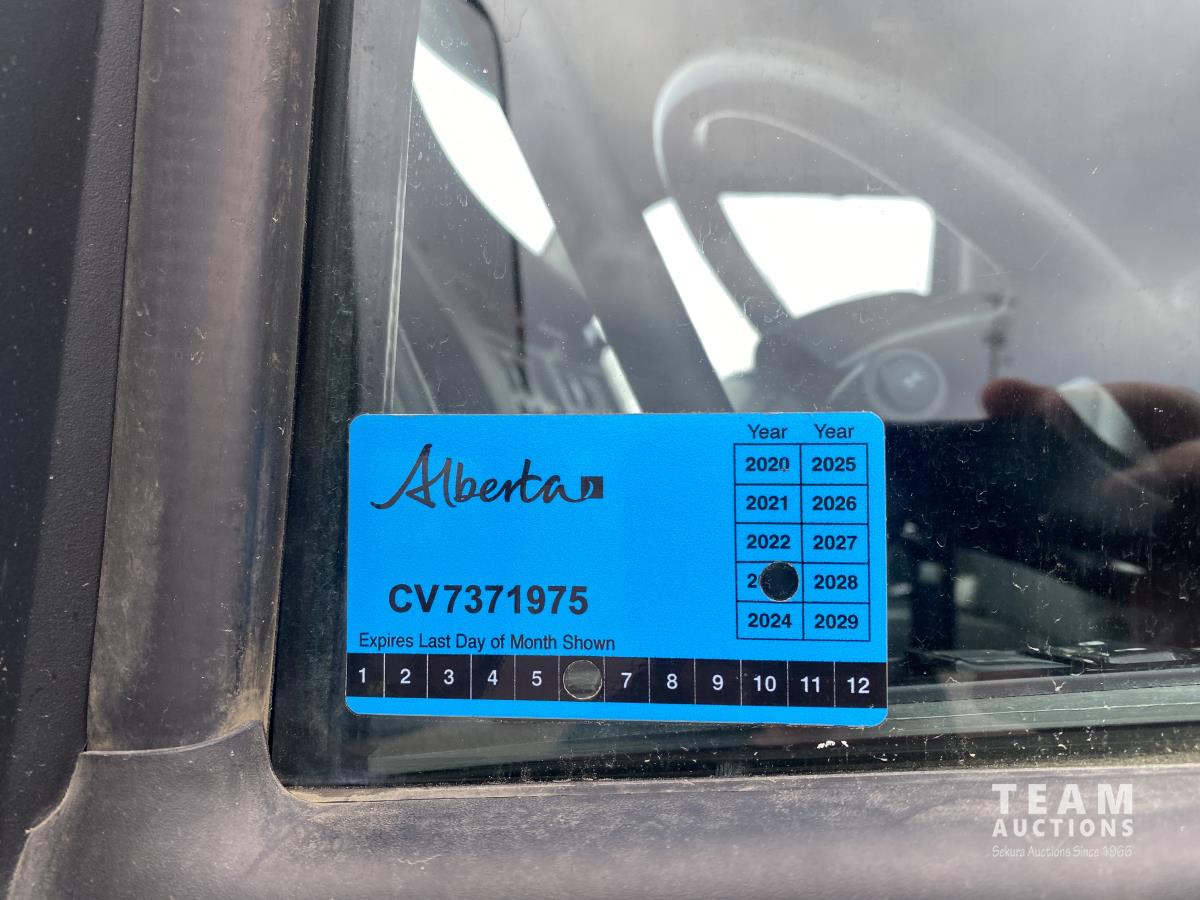 Alberta
Year Year
2020 2025
2021 2026
2022 2027
2 2028
2024 2029
CV7371975
Expires Last Day of Month Shown
1 2 3 4 5 7 8 9 10 11 12
TEAM
AUCTIONS
Sekura Auctions Since 1966